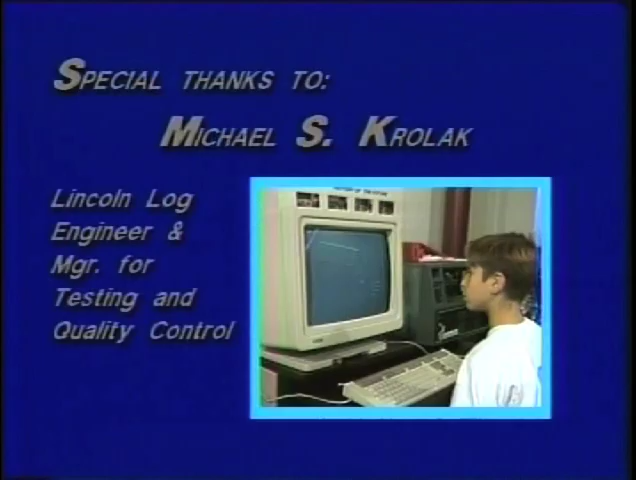 SPECIAL THANKS TO:
MICHAEL S. KROLAK
Lincoln Log
Engineer &
Mgr. for
Testing and
Quality Control